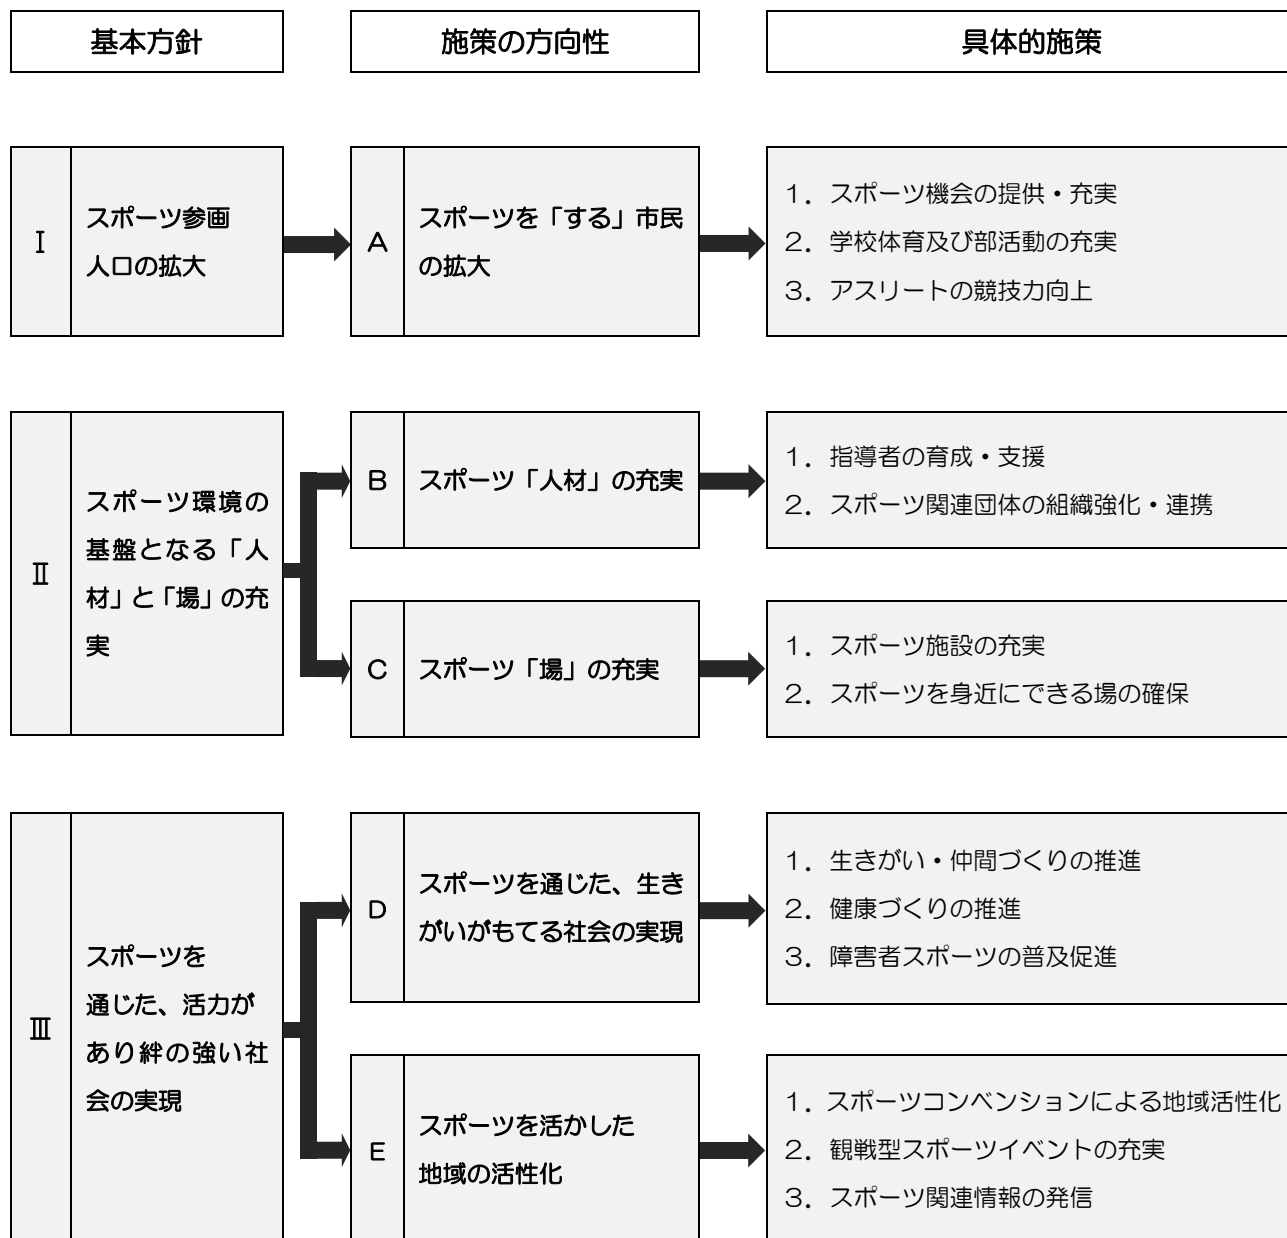 基本方針
施策の方向性
具体的施策
Ⅰ
スポーツ参画
人口の拡大
A
スポーツを「する」市民
の拡大
1．スポーツ機会の提供・充実
2．学校体育及び部活動の充実
3．アスリートの競技力向上
Ⅱ
スポーツ環境の
基盤となる「人
材」と「場」の充
実
B
スポーツ「人材」の充実
1．指導者の育成・支援
2．スポーツ関連団体の組織強化・連携
C
スポーツ「場」の充実
1．スポーツ施設の充実
2．スポーツを身近にできる場の確保
Ⅲ
スポーツを
通じた、活力が
あり絆の強い社
会の実現
D
スポーツを通じた、生き
がいがもてる社会の実現
1．生きがい・仲間づくりの推進
2．健康づくりの推進
3．障害者スポーツの普及促進
E
スポーツを活かした
地域の活性化
1．スポーツコンベンションによる地域活性化
2．観戦型スポーツイベントの充実
3．スポーツ関連情報の発信